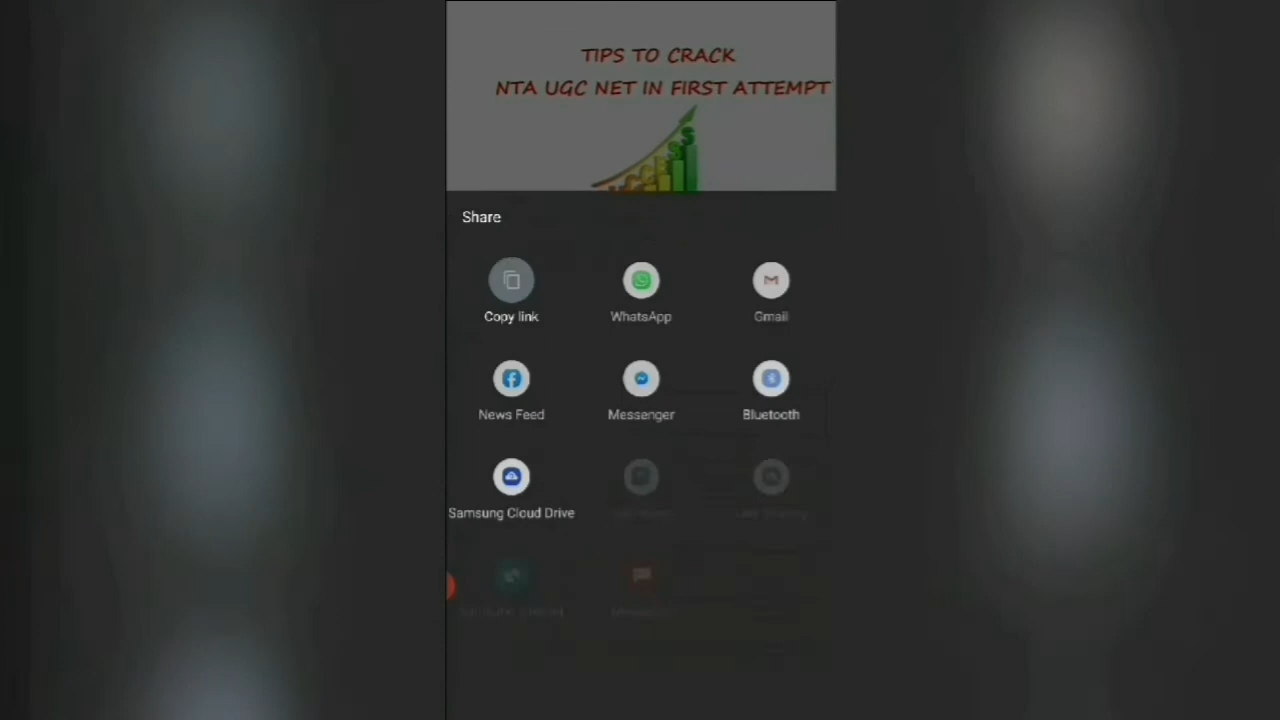 TIPS TO CRACK
NTA UGC NET IN FIRST ATTEMPT
SUCCESS
Share
Copy link
WhatsApp
Gmail
News Feed
Messenger
Bluetooth
Samsung Cloud Drive